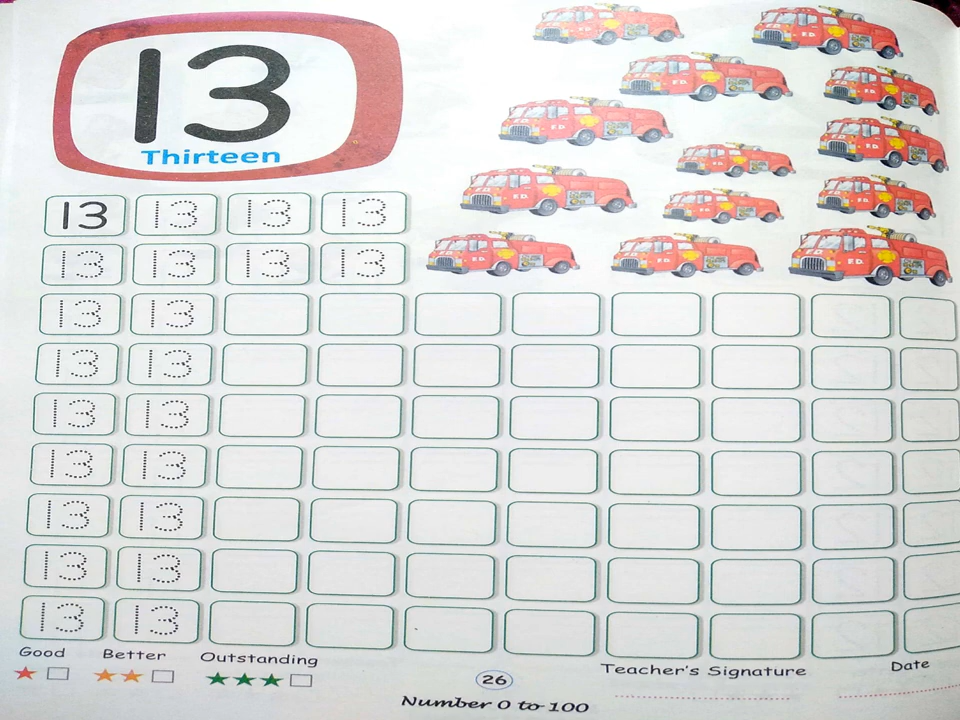 13
Thirteen
13 13 13 13
13 13 13 13
13 13
13 13
13 13
13 13
13 13
13 13
13 13
Good Better Outstanding
Teacher's Signature Date
26
Number 0 to 100